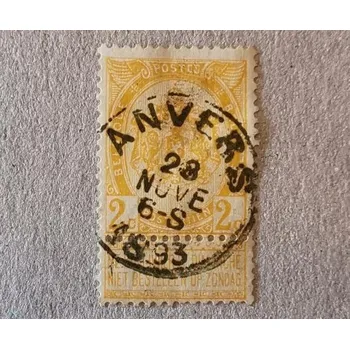 POSTES
ANVERS
28
NOVE
6-S
2 2
1893
NIET BESTELLEN OP ZONDAG